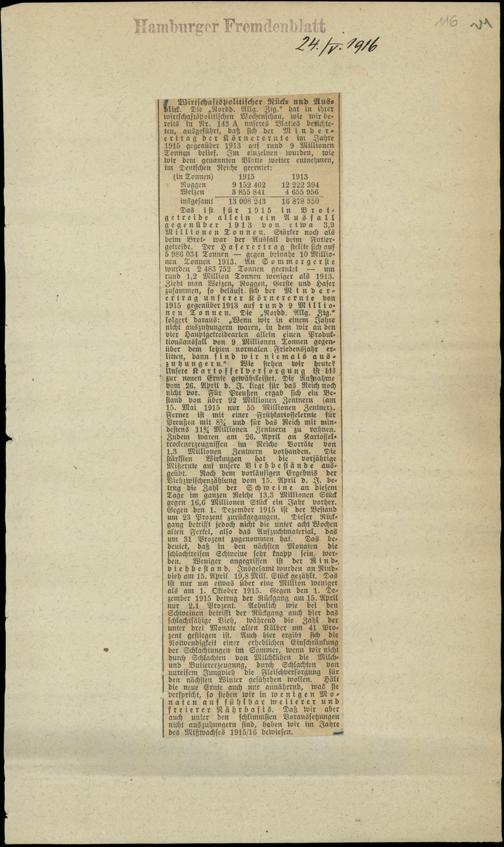 Hamburger Fremdenblatt
116
24./V. 1916
Wirtschaftspolitischer Rück- und Aus-
blick. Die „Nordd. Allg. Ztg.“ hat in ihrer
wirtschaftspolitischen Wochenschau, wie wir be-
reits in Nr. 143 A unseres Blattes berichte-
ten, ausgeführt, daß sich der Minder-
ertrag der Körnerernte im Jahre
1915 gegenüber 1913 auf rund 9 Millionen
Tonnen belief. Im einzelnen wurden, wie
wir dem genannten Blatte weiter entnehmen,
im Deutschen Reiche geerntet:
(in Tonnen) 1915 1913
Roggen 9 152 402 12 222 394
Weizen 3 855 841 4 655 956
insgesamt 13 008 243 16 878 350
Das ist für 1915 in Brot-
getreide allein ein Ausfall
gegenüber 1913 von etwa 3,9
Millionen Tonnen. Stärker noch als
beim Brot- war der Ausfall beim Futter-
getreide. Der Haferertrag stellte sich auf
5 986 034 Tonnen — gegen beinahe 10 Millio-
nen Tonnen 1913. An Sommergerste
wurden 2 483 752 Tonnen geerntet — um
rund 1,2 Million Tonnen weniger als 1913.
Zieht man Weizen, Roggen, Gerste und Hafer
zusammen, so beläuft sich der Minder-
ertrag unserer Körnerernte von
1915 gegenüber 1913 auf rund 9 Millio-
nen Tonnen. Die „Nordd. Allg. Ztg.“
folgert daraus: „Wenn wir in einem Jahre
nicht auszuhungern waren, in dem wir an den
vier Hauptgetreidearten allein einen Produk-
tionsausfall von 9 Millionen Tonnen gegen-
über dem letzten normalen Friedensjahr er-
litten, dann sind wir niemals aus-
zuhungern.“ Wie stehen wir heute?
Unsere Kartoffelversorgung ist bis
zur neuen Ernte gewährleistet. Die Aufnahme
vom 26. April d. J. liegt für das Reich noch
nicht vor. Für Preußen ergab sich ein Be-
stand von über 92 Millionen Zentnern (am
15. Mai 1915 nur 55 Millionen Zentner).
Ferner ist mit einer Frühkartoffelernte für
Preußen mit 8¾ und für das Reich mit min-
destens 11¾ Millionen Zentnern zu rechnen.
Zudem waren am 26. April an Kartoffel-
trockenerzeugnissen im Reiche Vorräte von
1,3 Millionen Zentnern vorhanden. Die
stärksten Wirkungen hat die vorjährige
Mißernte auf unsere Viehbestände aus-
geübt. Nach dem vorläufigen Ergebnis der
Viehzwischenzählung vom 15. April d. J. be-
trug die Zahl der Schweine an diesem
Tage im ganzen Reiche 13,3 Millionen Stück
gegen 16,6 Millionen Stück ein Jahr vorher.
Gegen den 1. Dezember 1915 ist der Bestand
um 23 Prozent zurückgegangen. Dieser Rück-
gang betrifft jedoch nicht die unter acht Wochen
alten Ferkel, also das Aufzuchtmaterial, das
um 31 Prozent zugenommen hat. Das be-
deutet, daß in den nächsten Monaten die
schlachtreifen Schweine sehr knapp sein wer-
den. Weniger angegriffen ist der Rind-
viehbestand. Insgesamt wurden an Rind-
vieh am 15. April 19,8 Mill. Stück gezählt. Das
ist nur um etwas über eine Million weniger
als am 1. Oktober 1915. Gegen den 1. De-
zember 1915 betrug der Rückgang am 15. April
nur 2,1 Prozent. Aehnlich wie bei den
Schweinen betrifft der Rückgang auch hier das
schlachtfähige Vieh, während die Zahl der
unter drei Monate alten Kälber um 41 Pro-
zent gestiegen ist. Auch hier ergibt sich die
Notwendigkeit einer erheblichen Einschränkung
der Schlachtungen im Sommer, wenn wir nicht
durch Schlachten von Milchkühen die Milch-
und Buttererzeugung, durch Schlachten von
unreifem Jungvieh die Fleischversorgung für
den nächsten Winter gefährden wollen. Hält
die neue Ernte auch nur annähernd, was sie
verspricht, so stehen wir in wenigen Mo-
naten auf fühlbar weiterer und
freierer Nährbasis. Daß wir aber
auch unter den schlimmsten Voraussetzungen
nicht auszuhungern sind, haben wir im Jahre
des Mißwachses 1915/16 bewiesen.